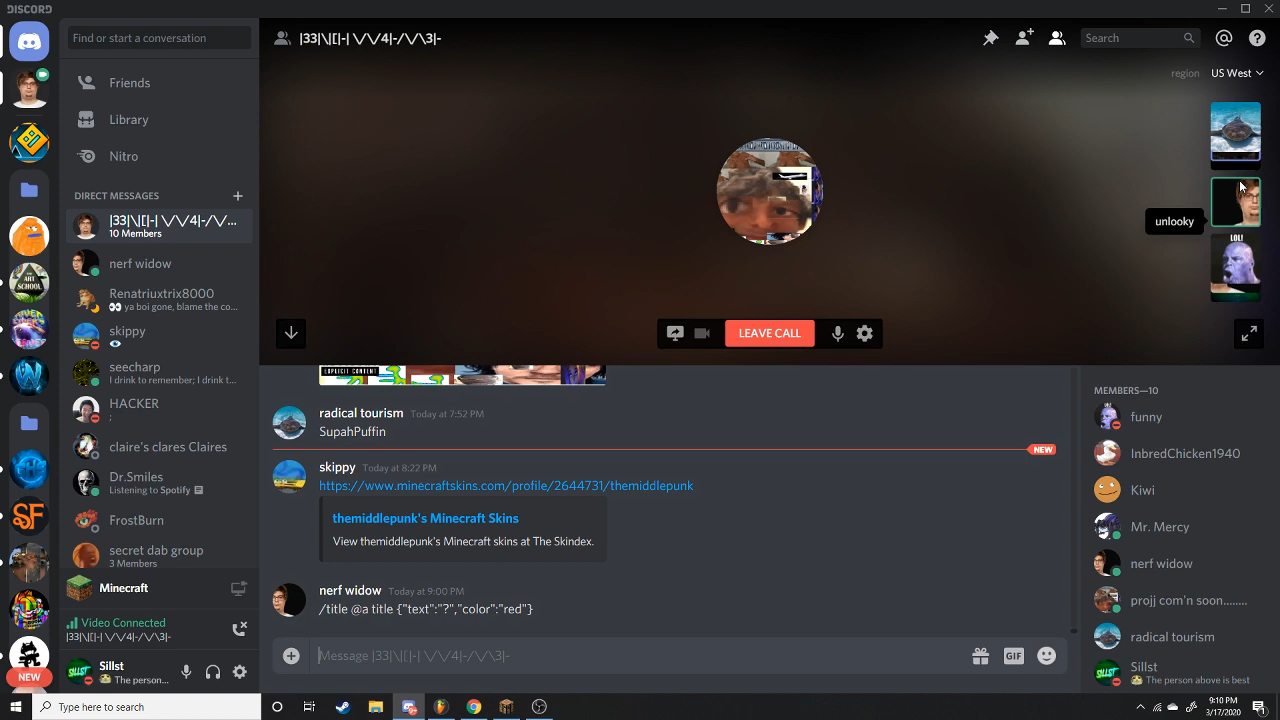 DISCORD
Find or start a conversation
Friends
Library
Nitro
DIRECT MESSAGES
|33|\|[|-| \/\/4|-/\/...
10 Members
nerf widow
Renatriuxtrix8000
👀 ya boi gone, blame the co...
skippy
👁
seecharp
I drink to remember; I drink t...
HACKER
;
claire's clares Claires
Dr.Smiles
Listening to Spotify
FrostBurn
secret dab group
3 Members
Minecraft
Video Connected
|33|\|[|-| \/\/4|-/\/\3|-
Sillst
The person...
NEW
|33|\|[|-| \/\/4|-/\/\3|-
Search
region
US West
unlooky
LOL!
LEAVE CALL
EXPLICIT CONTENT
radical tourism Today at 7:52 PM
SupahPuffin
NEW
skippy Today at 8:22 PM
https://www.minecraftskins.com/profile/2644731/themiddlepunk
themiddlepunk's Minecraft Skins
View themiddlepunk's Minecraft skins at The Skindex.
nerf widow Today at 9:00 PM
/title @a title {"text":"?","color":"red"}
Message |33|\|[|-| \/\/4|-/\/\3|-
GIF
MEMBERS—10
funny
InbredChicken1940
Kiwi
Mr. Mercy
nerf widow
projj com'n soon........
radical tourism
Sillst
The person above is best
Type here to search
9:10 PM
3/17/2020